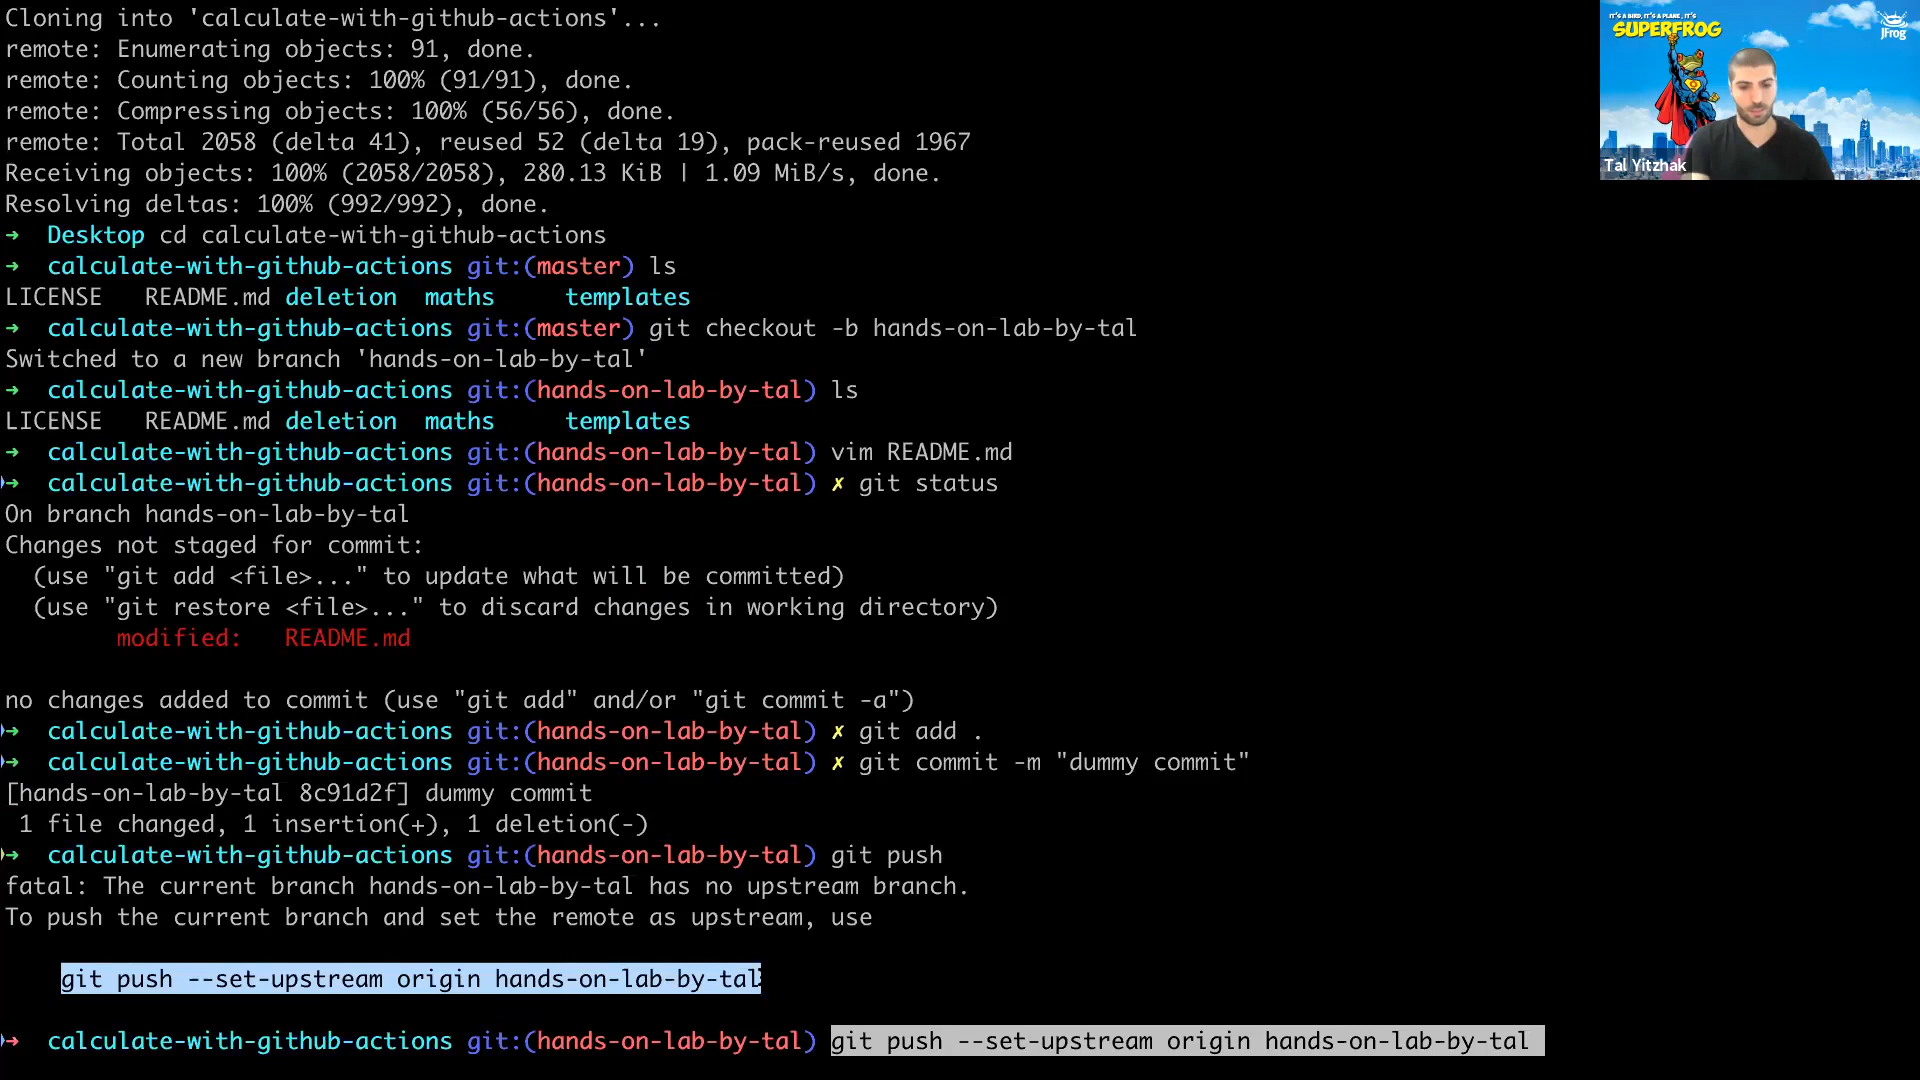 Cloning into 'calculate-with-github-actions'...
remote: Enumerating objects: 91, done.
remote: Counting objects: 100% (91/91), done.
remote: Compressing objects: 100% (56/56), done.
remote: Total 2058 (delta 41), reused 52 (delta 19), pack-reused 1967
Receiving objects: 100% (2058/2058), 280.13 KiB | 1.09 MiB/s, done.
Resolving deltas: 100% (992/992), done.
➜  Desktop cd calculate-with-github-actions
➜  calculate-with-github-actions git:(master) ls
LICENSE   README.md deletion  maths     templates
➜  calculate-with-github-actions git:(master) git checkout -b hands-on-lab-by-tal
Switched to a new branch 'hands-on-lab-by-tal'
➜  calculate-with-github-actions git:(hands-on-lab-by-tal) ls
LICENSE   README.md deletion  maths     templates
➜  calculate-with-github-actions git:(hands-on-lab-by-tal) vim README.md
➜  calculate-with-github-actions git:(hands-on-lab-by-tal) ✗ git status
On branch hands-on-lab-by-tal
Changes not staged for commit:
  (use "git add <file>..." to update what will be committed)
  (use "git restore <file>..." to discard changes in working directory)
        modified:   README.md
no changes added to commit (use "git add" and/or "git commit -a")
➜  calculate-with-github-actions git:(hands-on-lab-by-tal) ✗ git add .
➜  calculate-with-github-actions git:(hands-on-lab-by-tal) ✗ git commit -m "dummy commit"
[hands-on-lab-by-tal 8c91d2f] dummy commit
 1 file changed, 1 insertion(+), 1 deletion(-)
➜  calculate-with-github-actions git:(hands-on-lab-by-tal) git push
fatal: The current branch hands-on-lab-by-tal has no upstream branch.
To push the current branch and set the remote as upstream, use
    git push --set-upstream origin hands-on-lab-by-tal
➜  calculate-with-github-actions git:(hands-on-lab-by-tal) git push --set-upstream origin hands-on-lab-by-tal
IT'S A BIRD, IT'S A PLANE, IT'S
SUPERFROG
JFrog
Tal Yitzhak